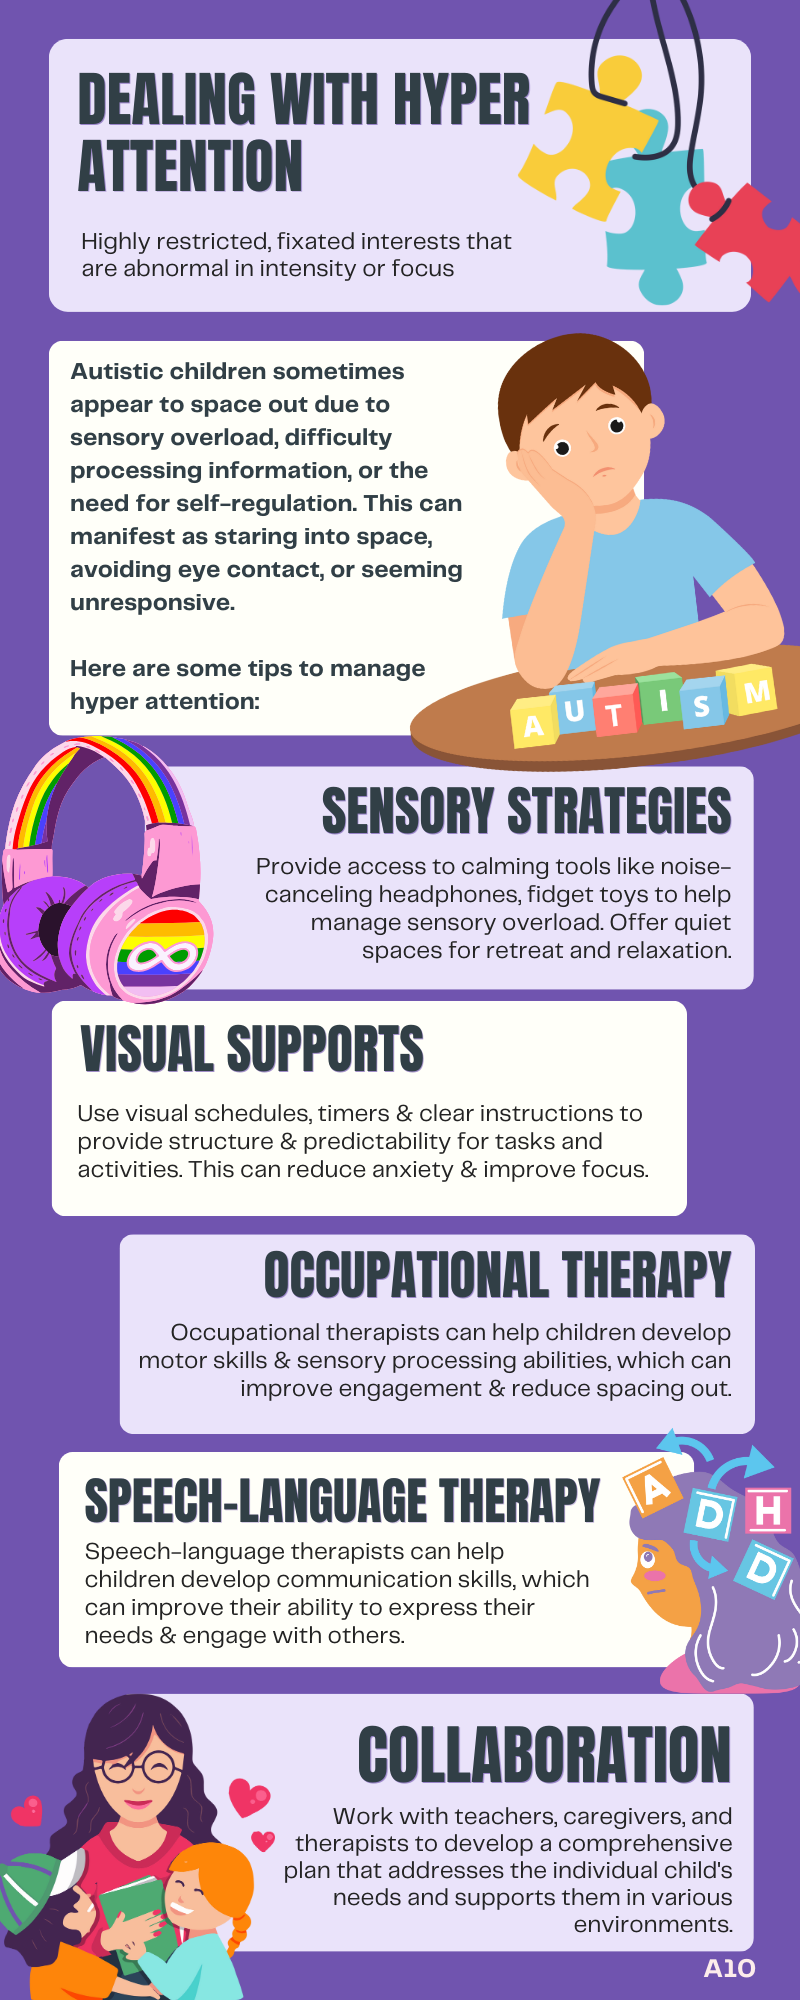 DEALING WITH HYPER
ATTENTION
Highly restricted, fixated interests that
are abnormal in intensity or focus
Autistic children sometimes
appear to space out due to
sensory overload, difficulty
processing information, or the
need for self-regulation. This can
manifest as staring into space,
avoiding eye contact, or seeming
unresponsive.
Here are some tips to manage
hyper attention:
A U T I S M
SENSORY STRATEGIES
Provide access to calming tools like noise-
canceling headphones, fidget toys to help
manage sensory overload. Offer quiet
spaces for retreat and relaxation.
VISUAL SUPPORTS
Use visual schedules, timers & clear instructions to
provide structure & predictability for tasks and
activities. This can reduce anxiety & improve focus.
OCCUPATIONAL THERAPY
Occupational therapists can help children develop
motor skills & sensory processing abilities, which can
improve engagement & reduce spacing out.
SPEECH-LANGUAGE THERAPY
Speech-language therapists can help
children develop communication skills, which
can improve their ability to express their
needs & engage with others.
A D H D
COLLABORATION
Work with teachers, caregivers, and
therapists to develop a comprehensive
plan that addresses the individual child's
needs and supports them in various
environments.
A10